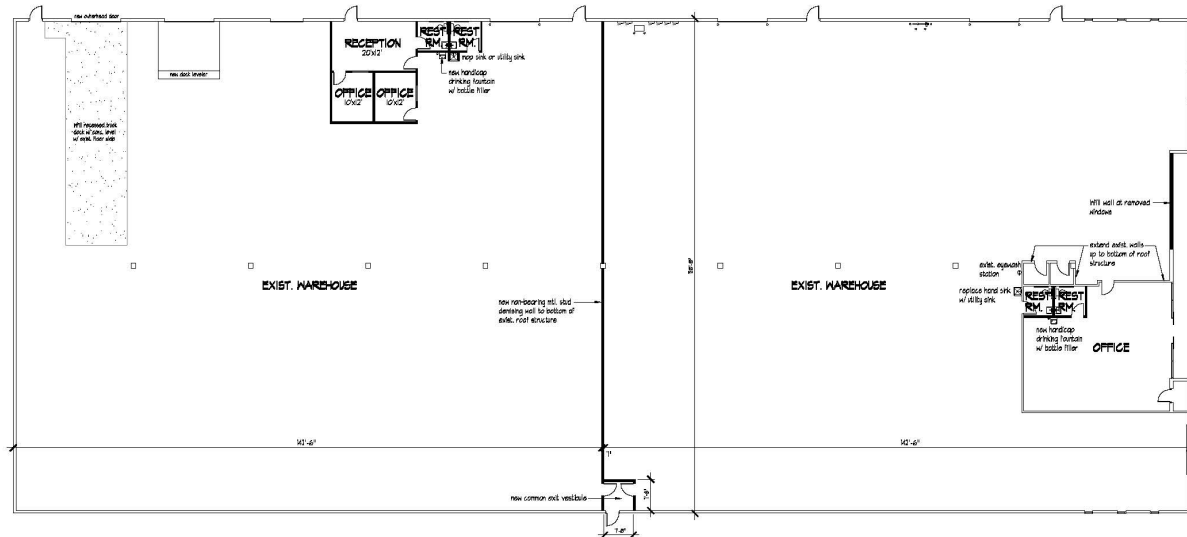 new overhead door
new dock leveler
infill recessed truck
dock w/ conc. level
w/ exist. floor slab
RECEPTION
20'x12'
OFFICE
10'x12'
OFFICE
10'x12'
REST
RM.
REST
RM.
mop sink or utility sink
new handicap
drinking fountain
w/ bottle filler
EXIST. WAREHOUSE
new non-bearing mtl. stud
demising wall to bottom of
exist. roof structure
EXIST. WAREHOUSE
infill wall at removed
windows
extend exist. walls
up to bottom of roof
structure
exist. eyewash
station
replace hand sink
w/ utility sink
REST
RM.
REST
RM.
new handicap
drinking fountain
w/ bottle filler
OFFICE
142'-6"
142'-6"
new common exit vestibule
7'-8"
7'-8"